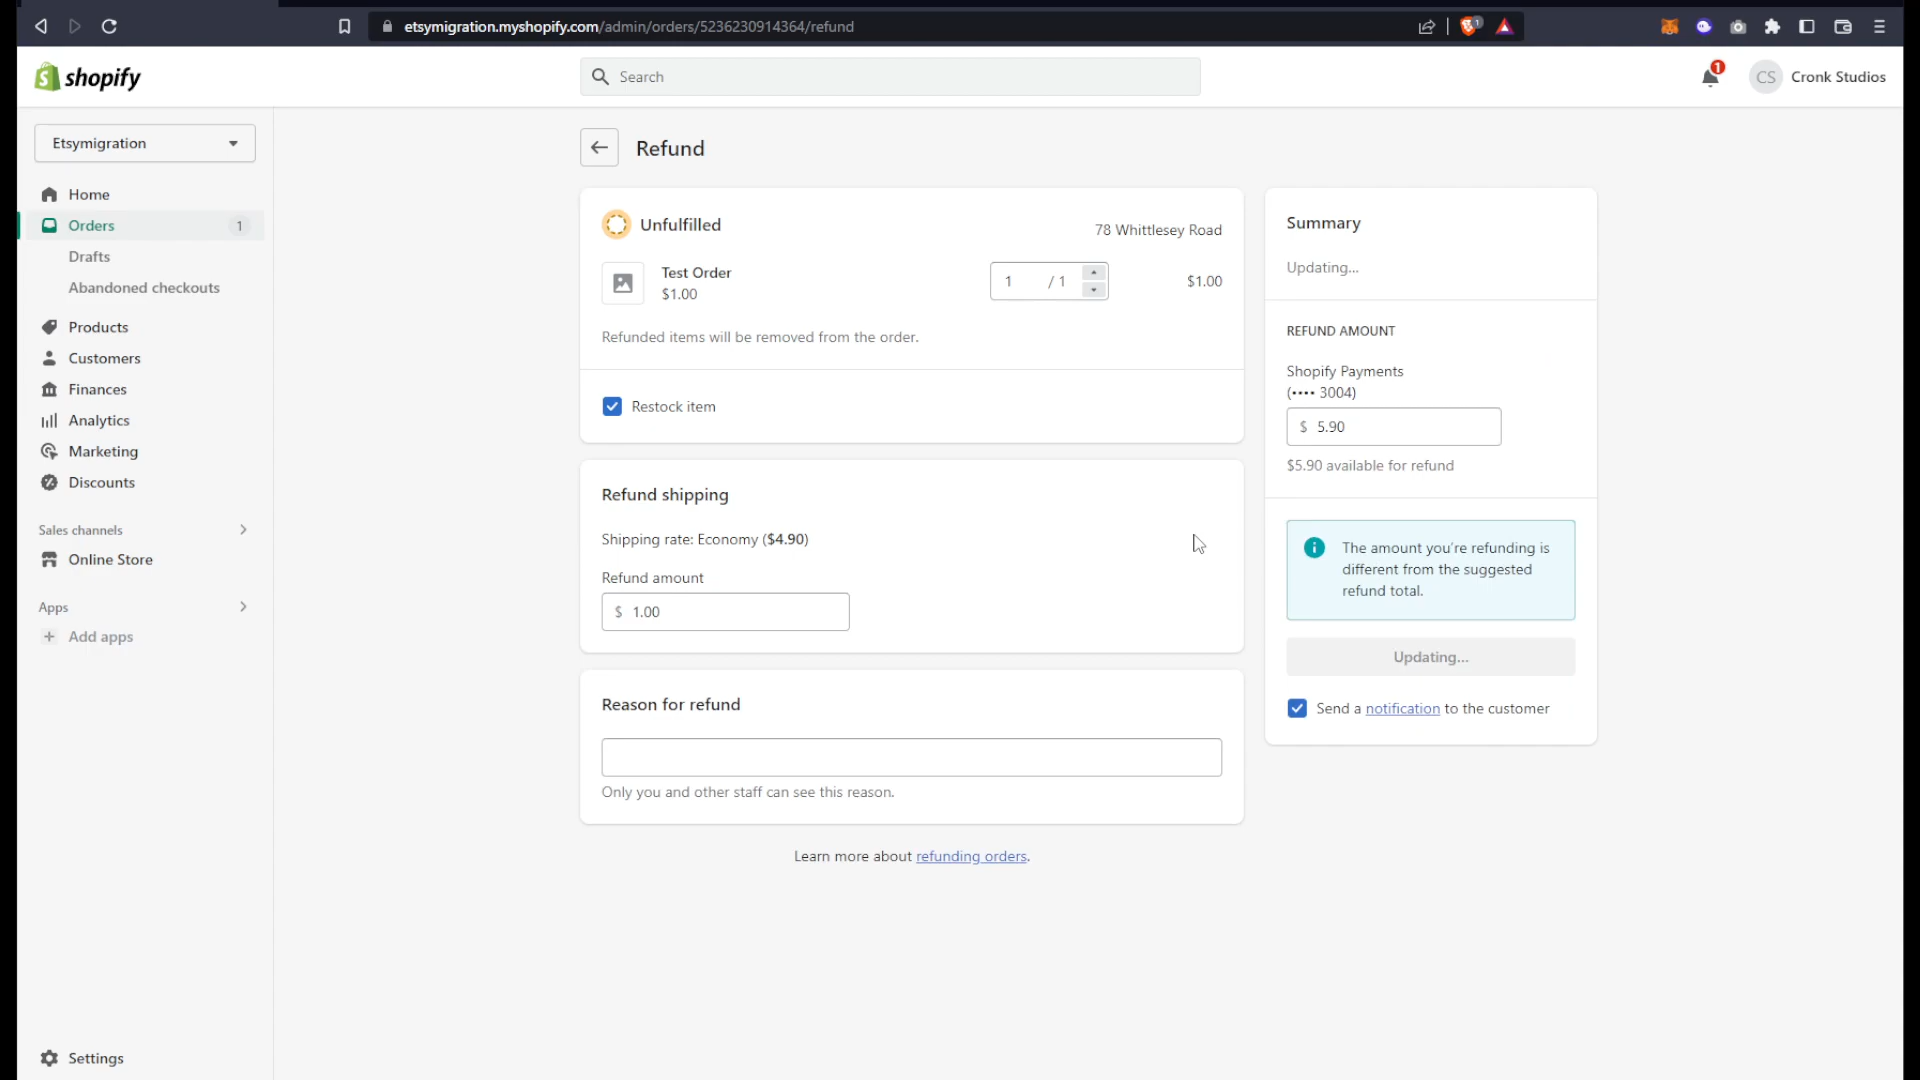 etsymigration.myshopify.com/admin/orders/5236230914364/refund
1
shopify
Search
1
CS
Cronk Studios
Etsymigration
Home
Orders
1
Drafts
Abandoned checkouts
Products
Customers
Finances
Analytics
Marketing
Discounts
Sales channels
Online Store
Apps
+ Add apps
Settings
Refund
Unfulfilled
78 Whittlesey Road
Test Order
$1.00
1 / 1
$1.00
Refunded items will be removed from the order.
Restock item
Refund shipping
Shipping rate: Economy ($4.90)
Refund amount
$ 1.00
Reason for refund
Only you and other staff can see this reason.
Learn more about refunding orders.
Summary
Updating...
REFUND AMOUNT
Shopify Payments
(•••• 3004)
$ 5.90
$5.90 available for refund
The amount you're refunding is
different from the suggested
refund total.
Updating...
Send a notification to the customer